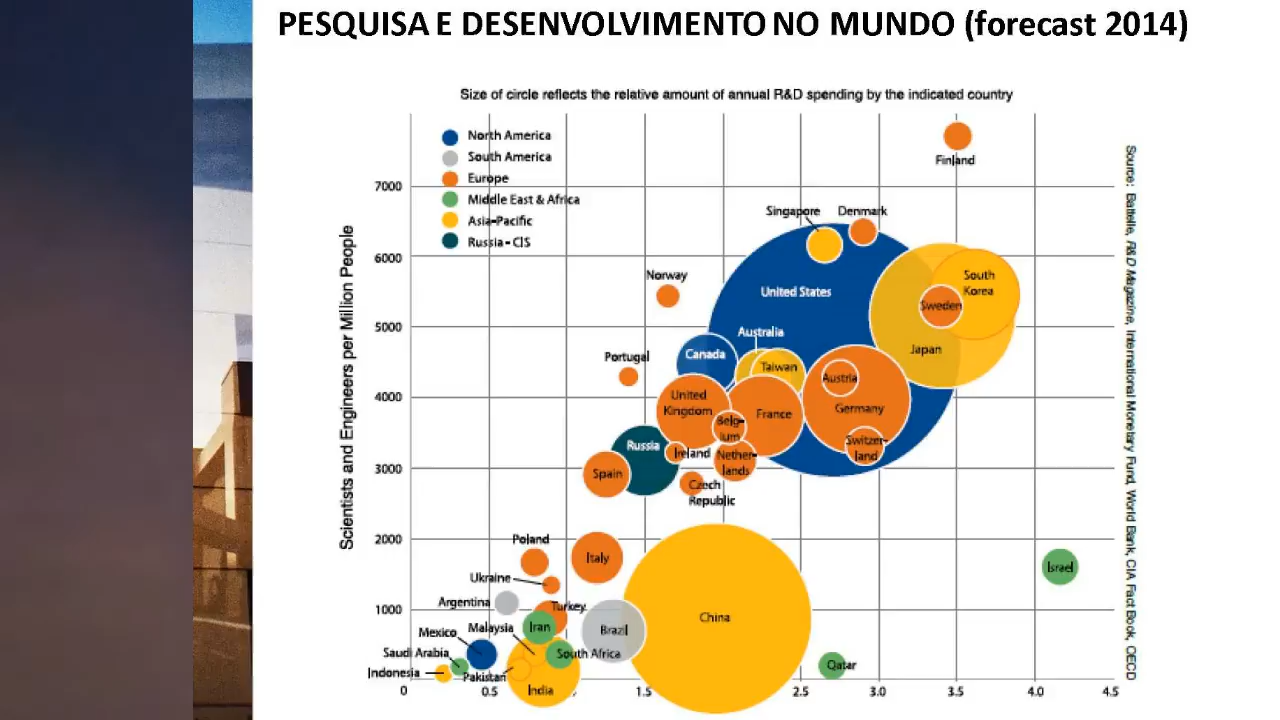 PESQUISA E DESENVOLVIMENTO NO MUNDO (forecast 2014)
Size of circle reflects the relative amount of annual R&D spending by the indicated country
North America
South America
Europe
Middle East & Africa
Asia-Pacific
Russia - CIS
Scientists and Engineers per Million People
7000
6000
5000
4000
3000
2000
1000
Finland
Singapore
Denmark
Norway
United States
South
Korea
Sweden
Australia
Japan
Portugal
Canada
Taiwan
Austria
United
Kingdom
France
Germany
Belg-
ium
Russia
Ireland
Nether-
lands
Switzer-
land
Spain
Czech
Republic
Poland
Italy
Ukraine
Israel
Argentina
Turkey
China
Mexico
Malaysia
Iran
Brazil
Saudi Arabia
South Africa
Indonesia
Pakistan
Qatar
India
0
0.5
1.5
2.5
3.0
3.5
4.0
4.5
Source: Battelle, R&D Magazine, International Monetary Fund, World Bank, CIA Fact Book, OECD